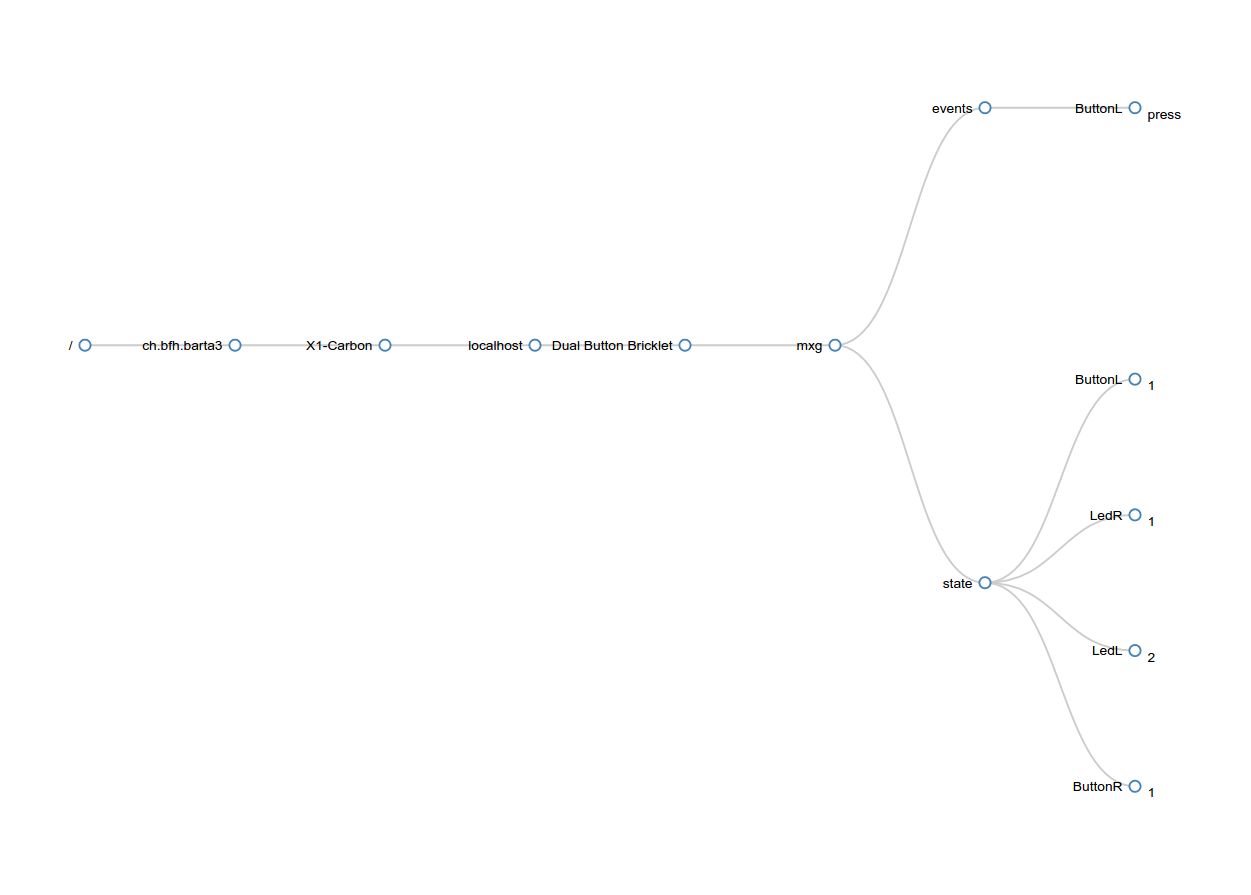 events
ButtonL
press
/
ch.bfh.barta3
X1-Carbon
localhost
Dual Button Bricklet
mxg
ButtonL
1
LedR
1
state
LedL
2
ButtonR
1